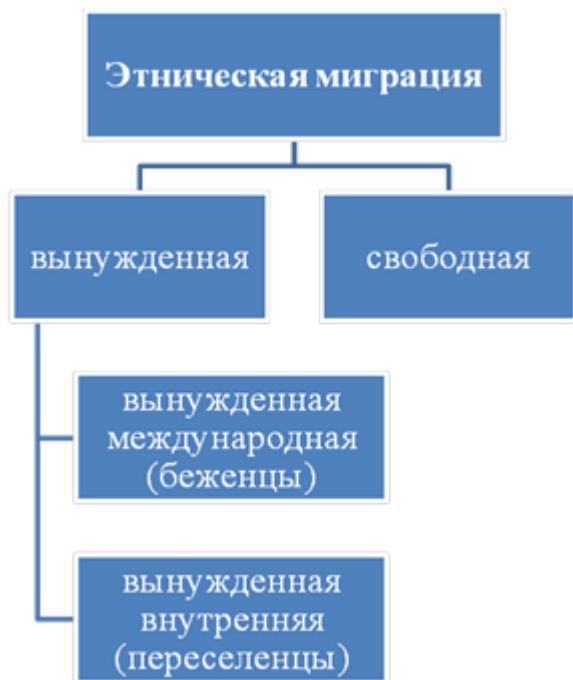 Этническая миграция
вынужденная
свободная
вынужденная
международная
(беженцы)
вынужденная
внутренняя
(переселенцы)